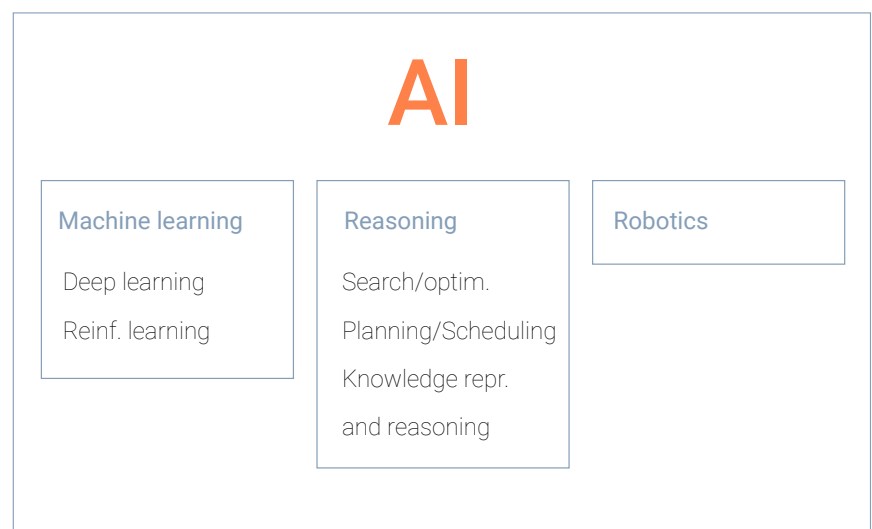 AI
Machine learning
Deep learning
Reinf. learning
Reasoning
Search/optim.
Planning/Scheduling
Knowledge repr.
and reasoning
Robotics